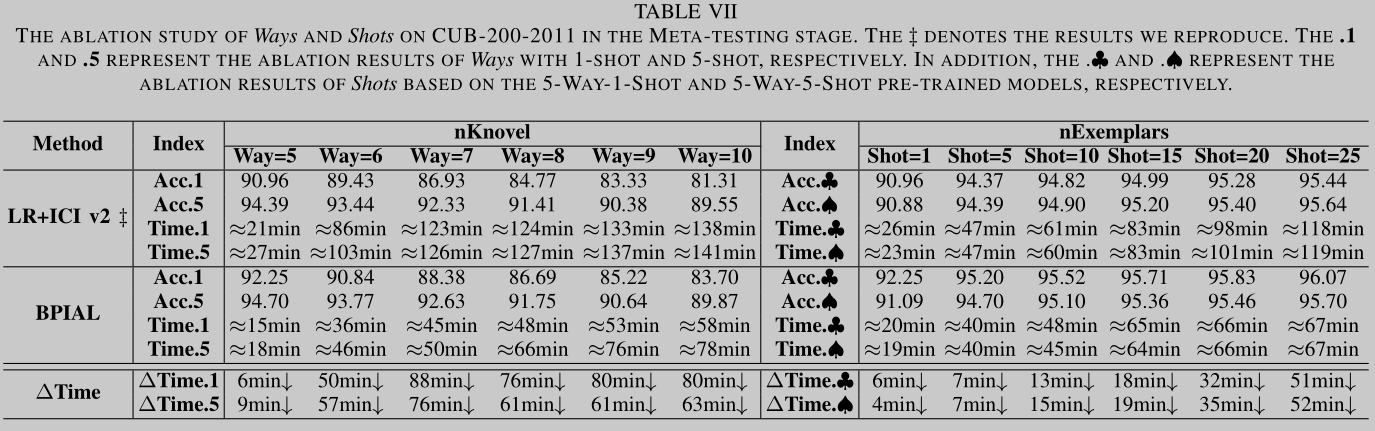 TABLE VII
THE ABLATION STUDY OF Ways AND Shots ON CUB-200-2011 IN THE META-TESTING STAGE. THE ‡ DENOTES THE RESULTS WE REPRODUCE. THE .1
AND .5 REPRESENT THE ABLATION RESULTS OF Ways WITH 1-SHOT AND 5-SHOT, RESPECTIVELY. IN ADDITION, THE .♣ AND .♠ REPRESENT THE
ABLATION RESULTS OF Shots BASED ON THE 5-WAY-1-SHOT AND 5-WAY-5-SHOT PRE-TRAINED MODELS, RESPECTIVELY.
Method Index nKnovel Index nExemplars
Way=5 Way=6 Way=7 Way=8 Way=9 Way=10 Shot=1 Shot=5 Shot=10 Shot=15 Shot=20 Shot=25
LR+ICI v2 ‡
Acc.1 90.96 89.43 86.93 84.77 83.33 81.31 Acc.♣ 90.96 94.37 94.82 94.99 95.28 95.44
Acc.5 94.39 93.44 92.33 91.41 90.38 89.55 Acc.♠ 90.88 94.39 94.90 95.20 95.40 95.64
Time.1 ≈21min ≈86min ≈123min ≈124min ≈133min ≈138min Time.♣ ≈26min ≈47min ≈61min ≈83min ≈98min ≈118min
Time.5 ≈27min ≈103min ≈126min ≈127min ≈137min ≈141min Time.♠ ≈23min ≈47min ≈60min ≈83min ≈101min ≈119min
BPIAL
Acc.1 92.25 90.84 88.38 86.69 85.22 83.70 Acc.♣ 92.25 95.20 95.52 95.71 95.83 96.07
Acc.5 94.70 93.77 92.63 91.75 90.64 89.87 Acc.♠ 91.09 94.70 95.10 95.36 95.46 95.70
Time.1 ≈15min ≈36min ≈45min ≈48min ≈53min ≈58min Time.♣ ≈20min ≈40min ≈48min ≈65min ≈66min ≈67min
Time.5 ≈18min ≈46min ≈50min ≈66min ≈76min ≈78min Time.♠ ≈19min ≈40min ≈45min ≈64min ≈66min ≈67min
ΔTime
ΔTime.1 6min↓ 50min↓ 88min↓ 76min↓ 80min↓ 80min↓ ΔTime.♣ 6min↓ 7min↓ 13min↓ 18min↓ 32min↓ 51min↓
ΔTime.5 9min↓ 57min↓ 76min↓ 61min↓ 61min↓ 63min↓ ΔTime.♠ 4min↓ 7min↓ 15min↓ 19min↓ 35min↓ 52min↓